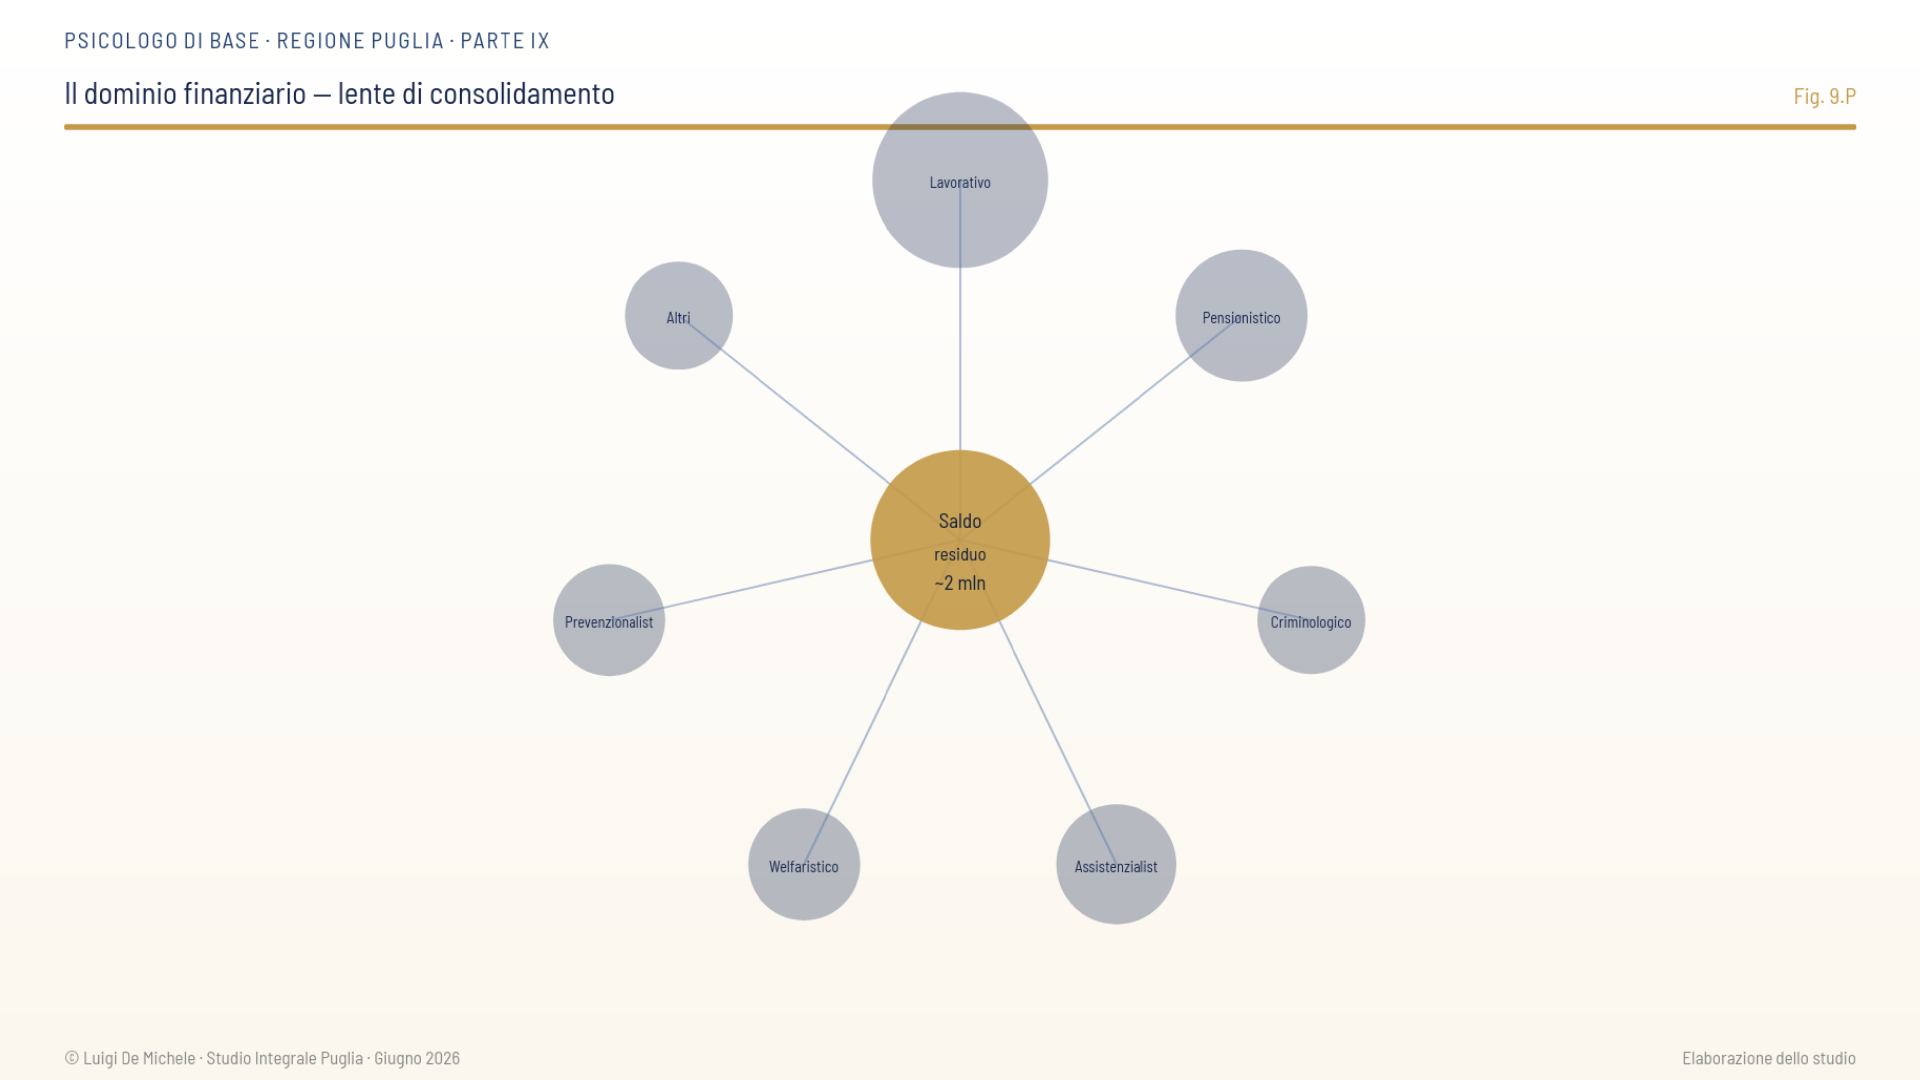 PSICOLOGO DI BASE · REGIONE PUGLIA · PARTE IX
Il dominio finanziario — lente di consolidamento
Fig. 9.P
Lavorativo
Altri
Pensionistico
Saldo
residuo
~2 mln
Prevenzionalist
Criminologico
Welfaristico
Assistenzialist
© Luigi De Michele · Studio Integrale Puglia · Giugno 2026
Elaborazione dello studio